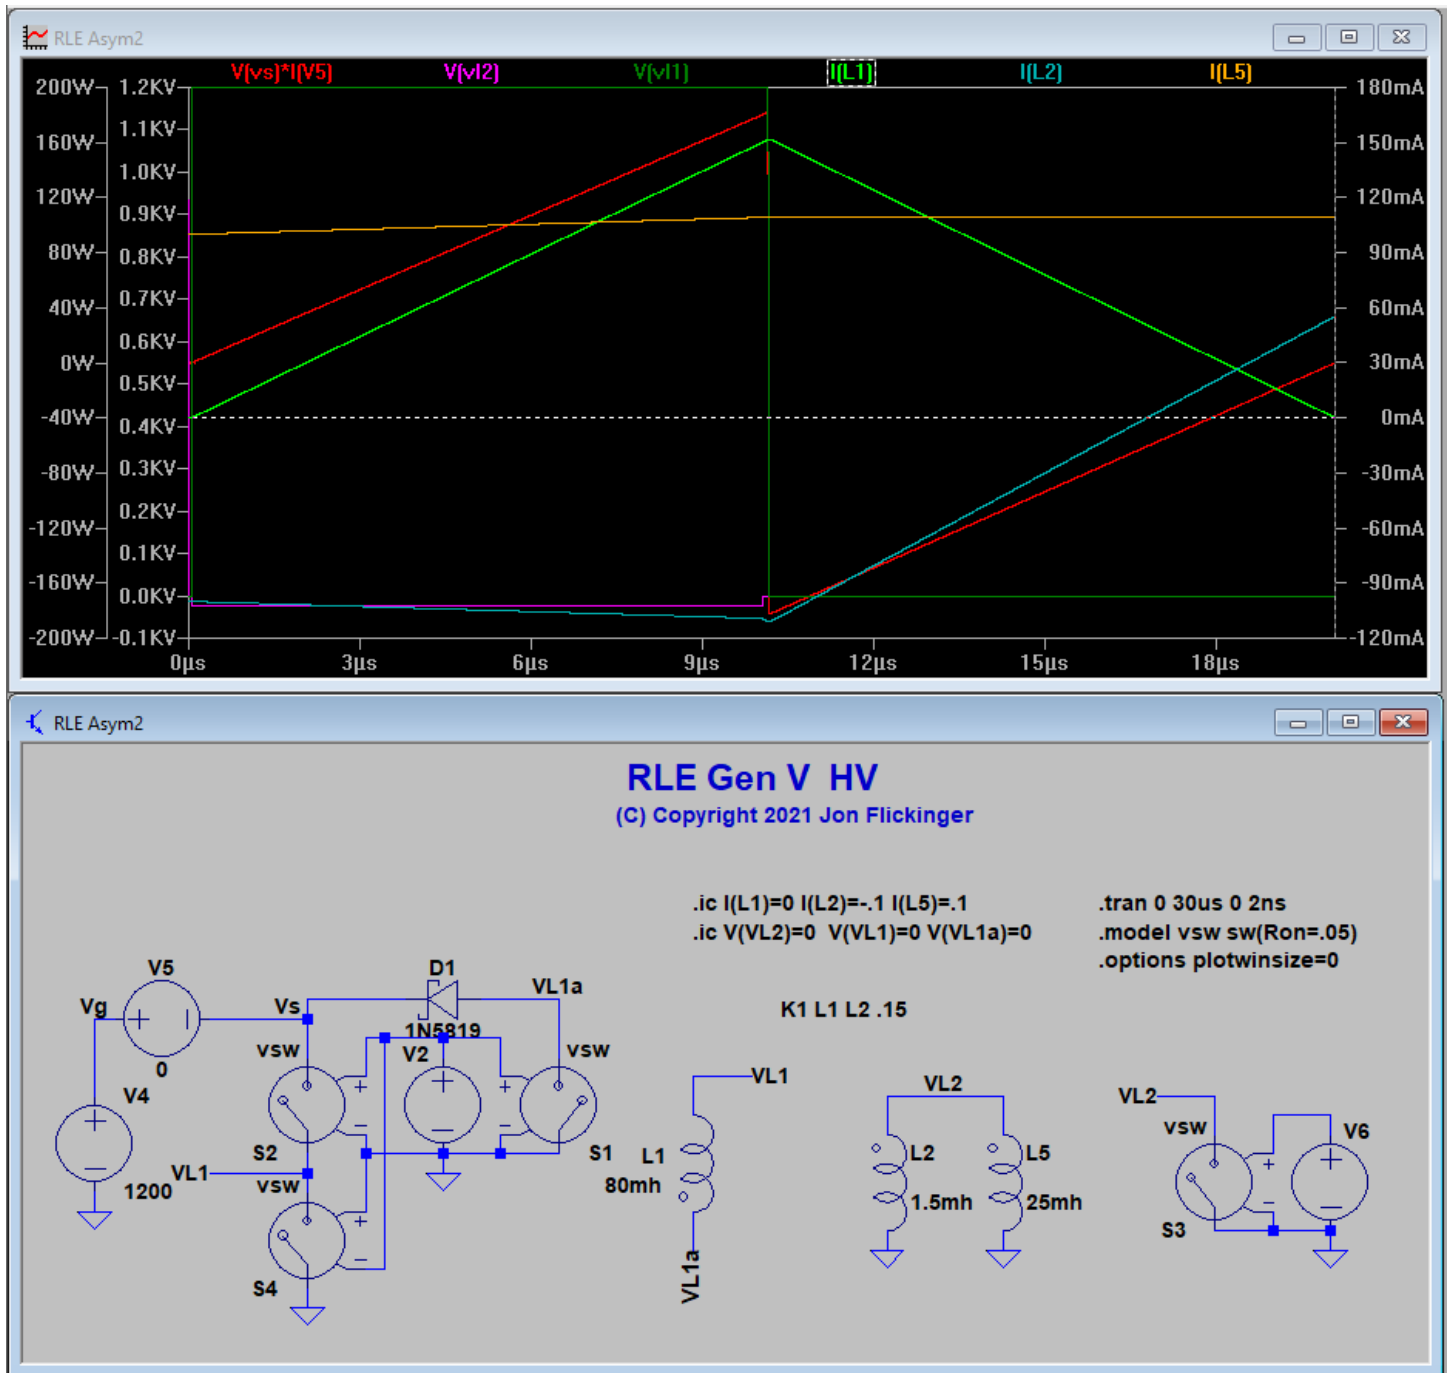 RLE Asym2
V(vs)*I(V5) V(vl2) V(vl1) I(L1) I(L2) I(L5)
200W 1.2KV 180mA
1.1KV
160W 150mA
1.0KV
120W 0.9KV 120mA
80W 0.8KV 90mA
0.7KV
40W 60mA
0.6KV
0W 0.5KV 30mA
-40W 0.4KV 0mA
-80W 0.3KV -30mA
0.2KV
-120W -60mA
0.1KV
-160W 0.0KV -90mA
-200W -0.1KV -120mA
0µs 3µs 6µs 9µs 12µs 15µs 18µs
RLE Asym2
RLE Gen V HV
(C) Copyright 2021 Jon Flickinger
.ic I(L1)=0 I(L2)=-.1 I(L5)=.1 .tran 0 30us 0 2ns
.ic V(VL2)=0 V(VL1)=0 V(VL1a)=0 .model vsw sw(Ron=.05)
.options plotwinsize=0
V5 D1
Vg Vs VL1a
K1 L1 L2 .15
1N5819
vsw V2 vsw
0
V4
VL1 VL2 VL2
vsw V6
S2 S1 L1 L2 L5
VL1 vsw 80mh
1200 1.5mh 25mh
S3
S4 VL1a